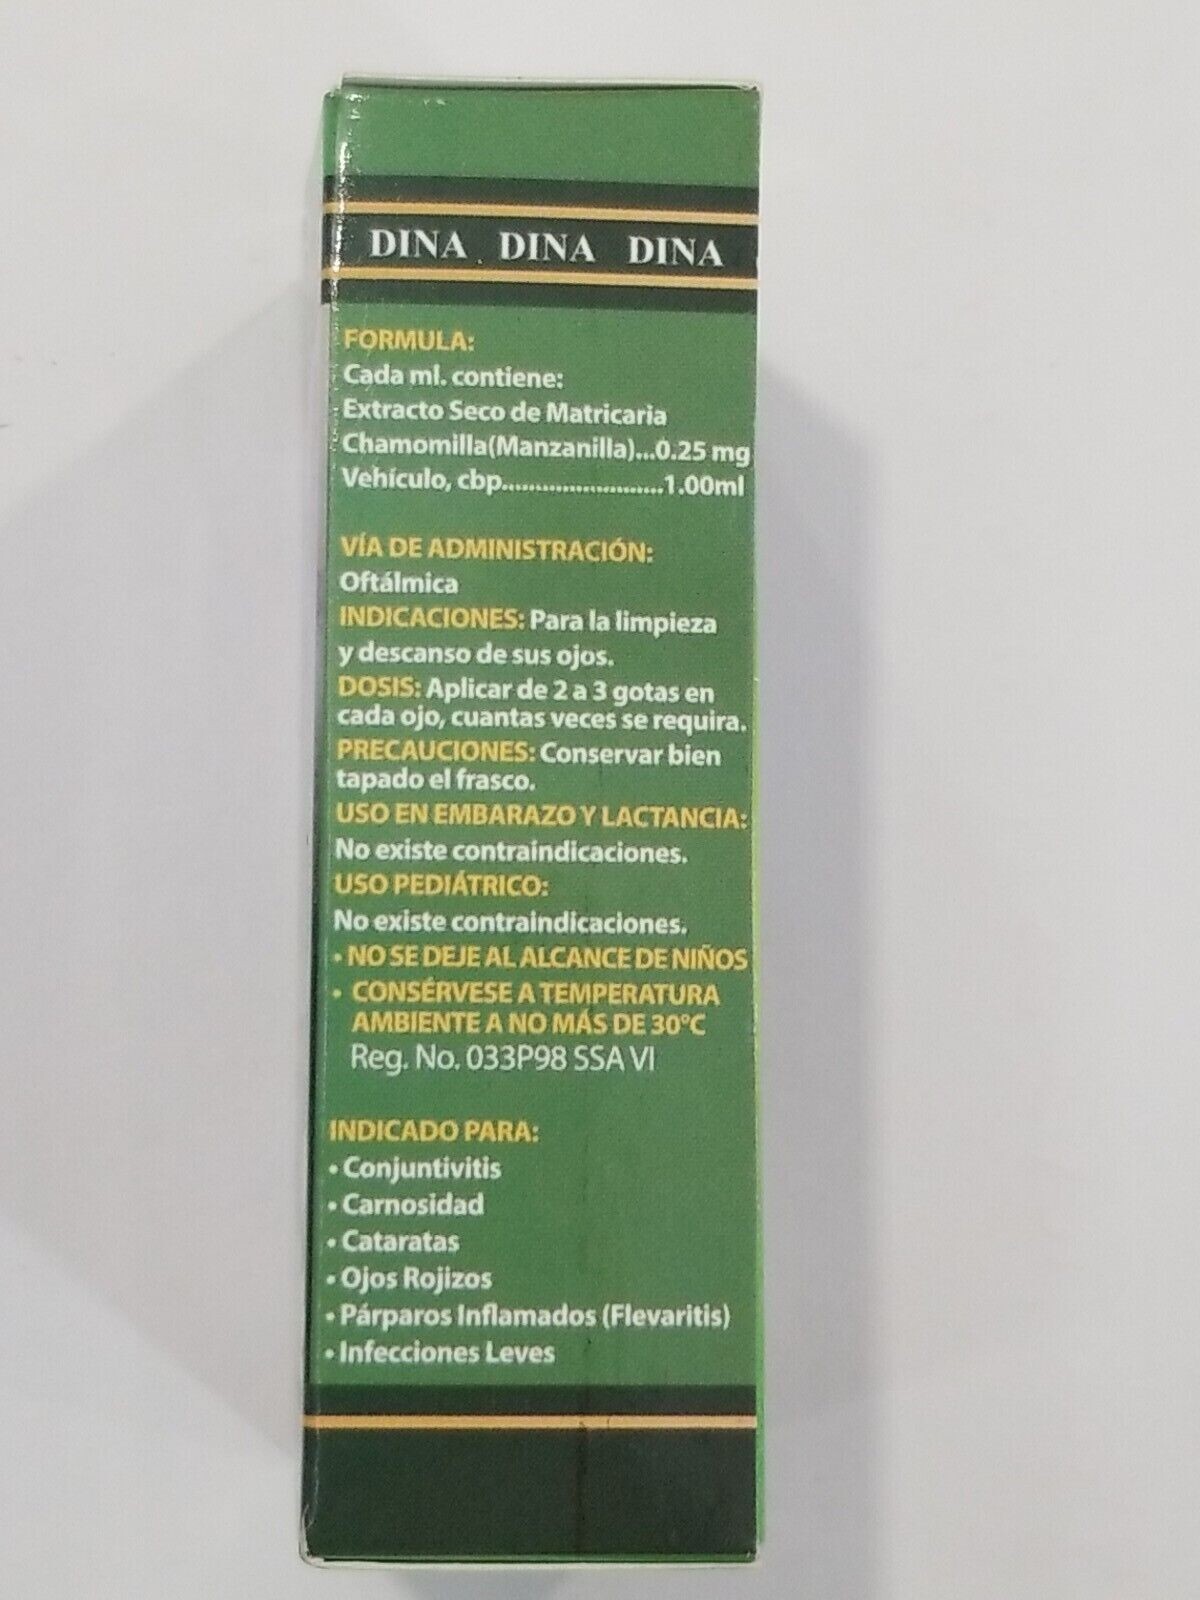 DINA DINA DINA
FORMULA:
Cada ml. contiene:
Extracto Seco de Matricaria
Chamomilla(Manzanilla)...0.25 mg
Vehículo, cbp........................1.00ml
VÍA DE ADMINISTRACIÓN:
Oftálmica
INDICACIONES: Para la limpieza
y descanso de sus ojos.
DOSIS: Aplicar de 2 a 3 gotas en
cada ojo, cuantas veces se requira.
PRECAUCIONES: Conservar bien
tapado el frasco.
USO EN EMBARAZO Y LACTANCIA:
No existe contraindicaciones.
USO PEDIÁTRICO:
No existe contraindicaciones.
• NO SE DEJE AL ALCANCE DE NIÑOS
• CONSÉRVESE A TEMPERATURA
AMBIENTE A NO MÁS DE 30°C
Reg. No. 033P98 SSA VI
INDICADO PARA:
• Conjuntivitis
• Carnosidad
• Cataratas
• Ojos Rojizos
• Párparos Inflamados (Flevaritis)
• Infecciones Leves